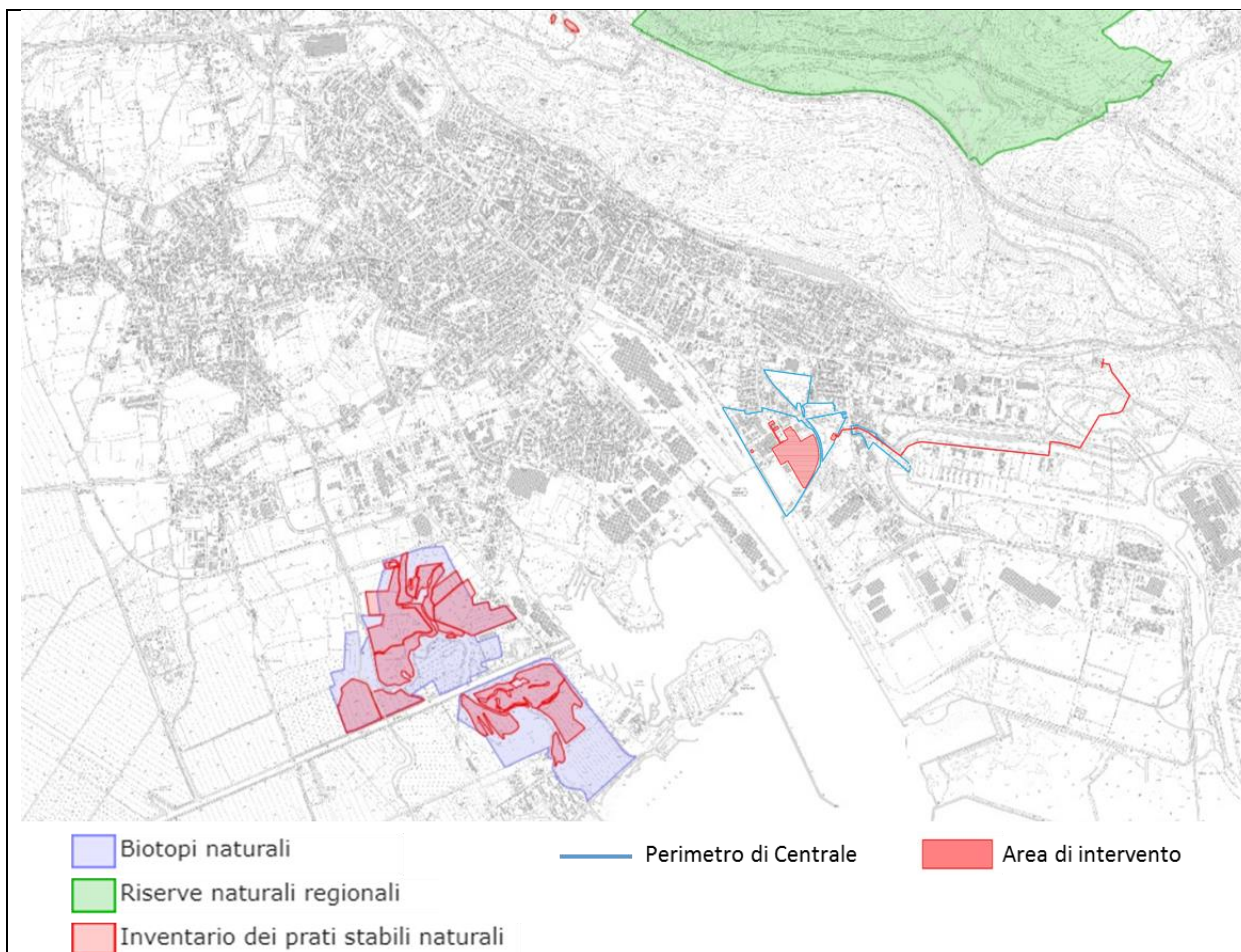 Biotopi naturali
Perimetro di Centrale
Area di intervento
Riserve naturali regionali
Inventario dei prati stabili naturali